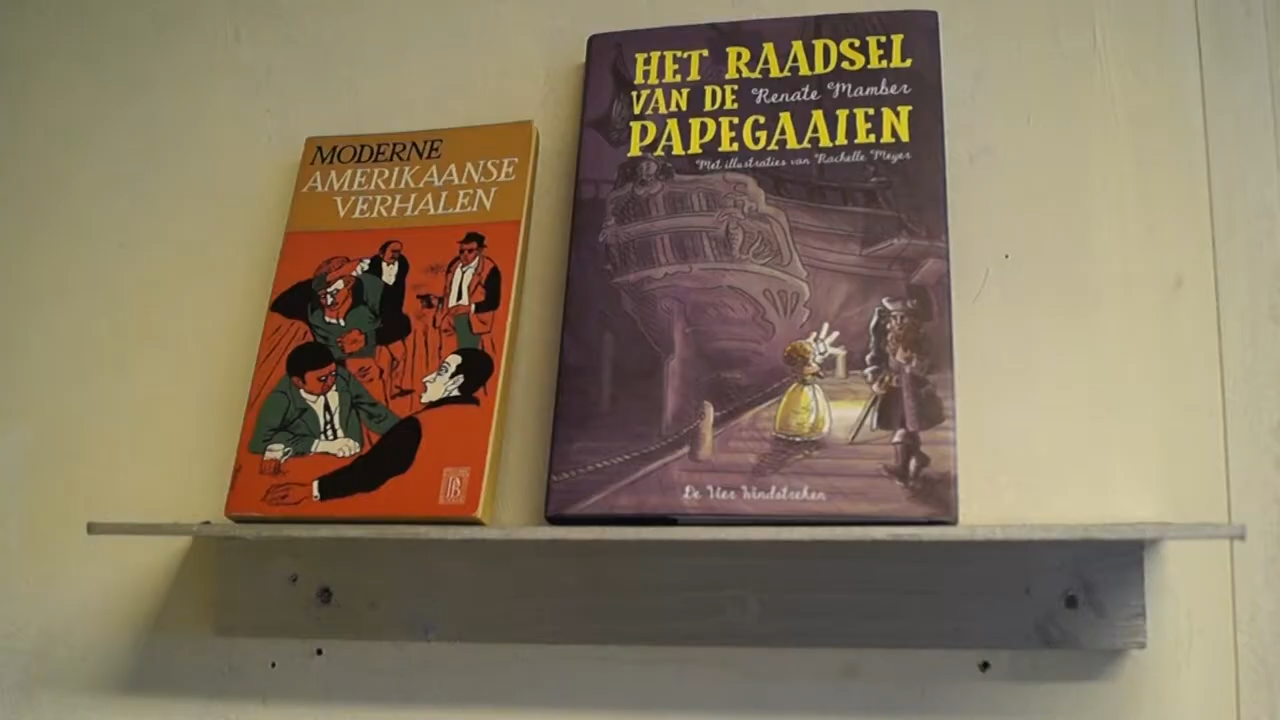 MODERNE
AMERIKAANSE
VERHALEN
HET RAADSEL
VAN DE Renate Mamber
PAPEGAAIEN
Met illustraties van Rachelle Meyer
De Vier Windstreken